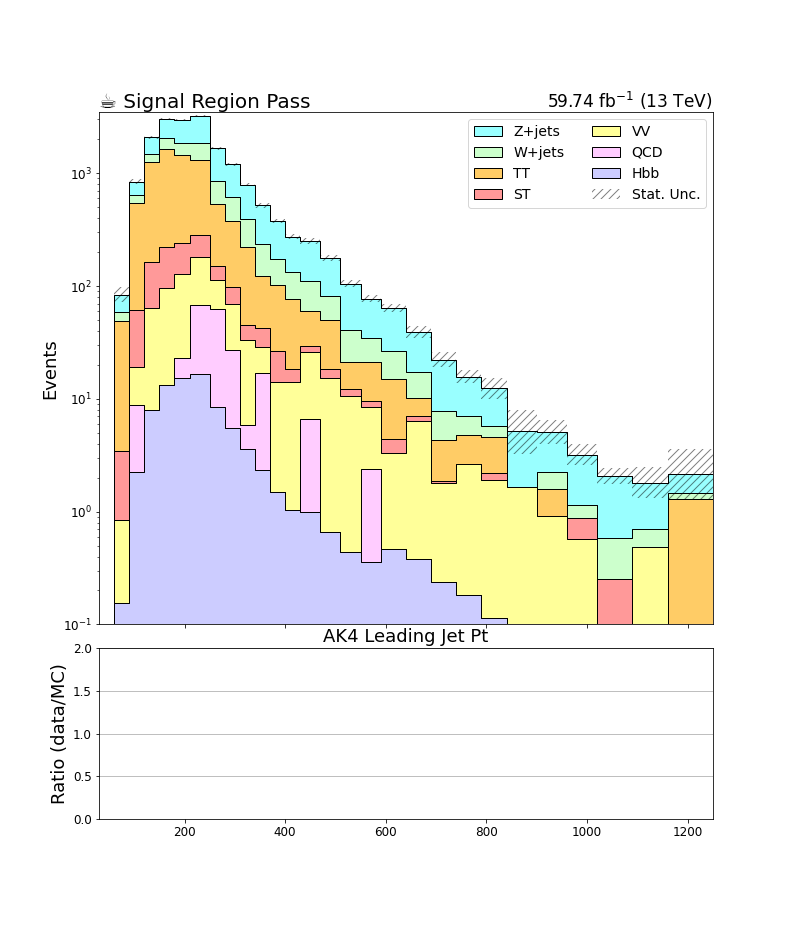 ☕ Signal Region Pass 59.74 fb⁻¹ (13 TeV)
Z+jets VV
W+jets QCD
TT Hbb
ST Stat. Unc.
Events
10³
10²
10¹
10⁰
10⁻¹
AK4 Leading Jet Pt
Ratio (data/MC)
2.0
1.5
1.0
0.5
0.0
200 400 600 800 1000 1200